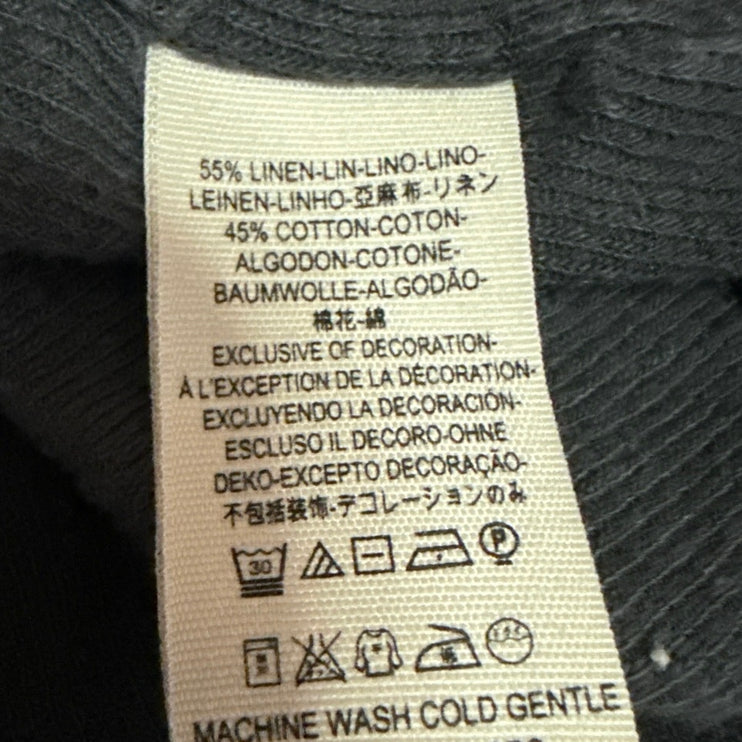 55% LINEN-LIN-LINO-LINO-
LEINEN-LINHO-亞麻布-リネン
45% COTTON-COTON-
ALGODON-COTONE-
BAUMWOLLE-ALGODÃO-
棉花-綿
EXCLUSIVE OF DECORATION-
À L'EXCEPTION DE LA DÉCORATION-
EXCLUYENDO LA DECORACIÓN-
ESCLUSO IL DECORO-OHNE
DEKO-EXCEPTO DECORAÇÃO-
不包括装饰-デコレーションのみ
30 P
MACHINE WASH COLD GENTLE